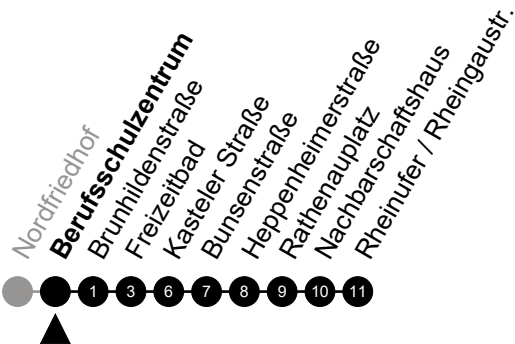 Nordfriedhof
Berufsschulzentrum
Brunhildenstraße
Freizeitbad
Kasteler Straße
Bunsenstraße
Heppenheimerstraße
Rathenauplatz
Nachbarschaftshaus
Rheinufer / Rheingaustr.
1 3 6 7 8 9 10 11